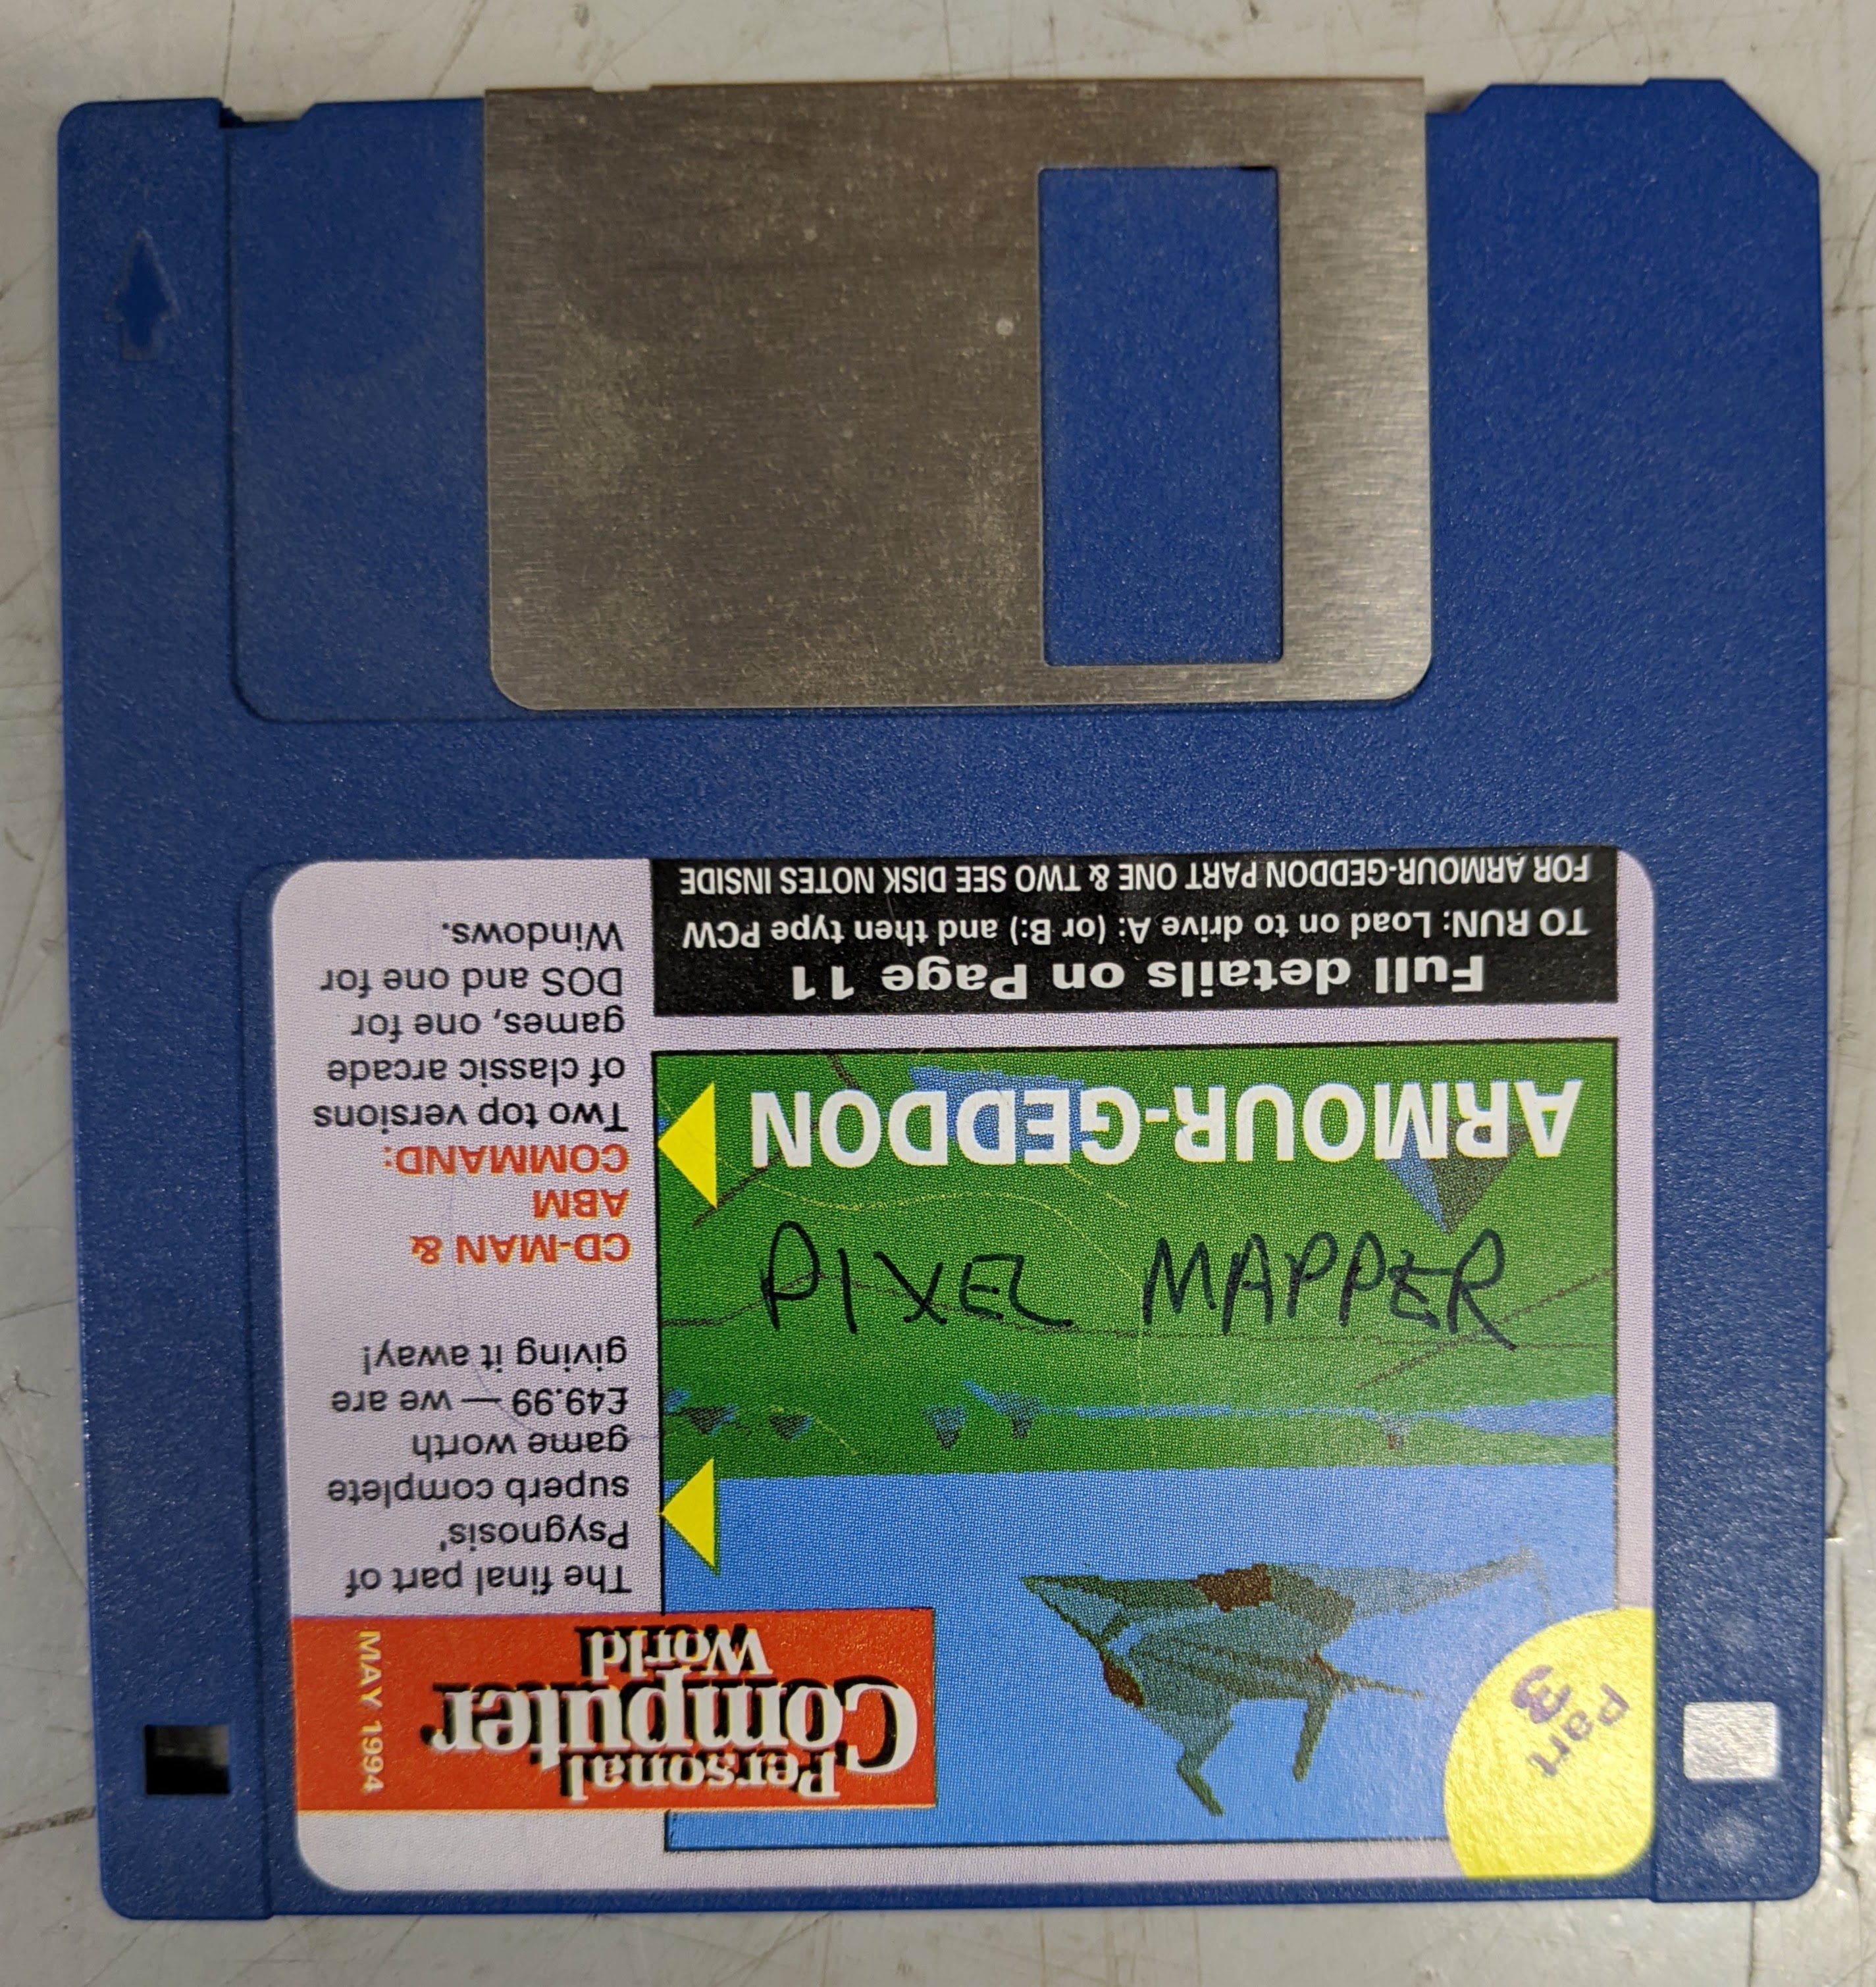 Part
3
Personal
Computer
World
MAY 1994
The final part of
Psygnosis'
superb complete
game worth
£49.99 — we are
giving it away!
CD-MAN &
ABM
COMMAND:
Two top versions
of classic arcade
games, one for
DOS and one for
Windows.
ARMOUR-GEDDON
Full details on Page 11
TO RUN: Load on to drive A: (or B:) and then type PCW
FOR ARMOUR-GEDDON PART ONE & TWO SEE DISK NOTES INSIDE
PIXEL MAPPER